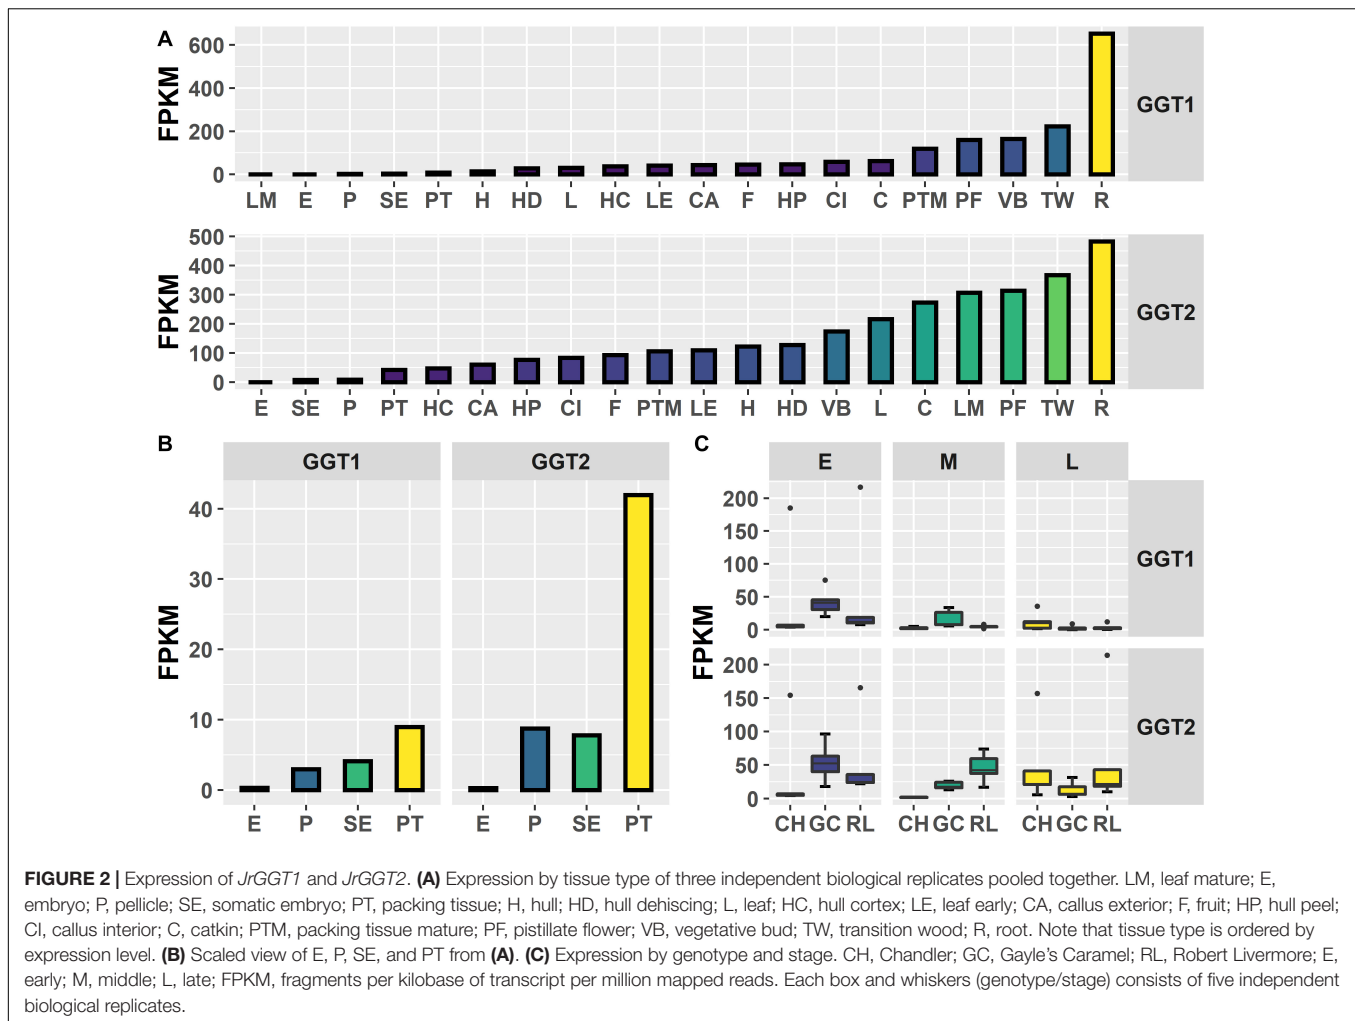 A
FPKM
600
400
200
0
GGT1
LM E P SE PT H HD L HC LE CA F HP CI C PTM PF VB TW R
FPKM
500
400
300
200
100
0
GGT2
E SE P PT HC CA HP CI F PTM LE H HD VB L C LM PF TW R
B
GGT1 GGT2
FPKM
40
30
20
10
0
E P SE PT E P SE PT
C
E M L
FPKM
200
150
100
50
0
GGT1
200
150
100
50
0
GGT2
CH GC RL CH GC RL CH GC RL
FIGURE 2 | Expression of JrGGT1 and JrGGT2. (A) Expression by tissue type of three independent biological replicates pooled together. LM, leaf mature; E,
embryo; P, pellicle; SE, somatic embryo; PT, packing tissue; H, hull; HD, hull dehiscing; L, leaf; HC, hull cortex; LE, leaf early; CA, callus exterior; F, fruit; HP, hull peel;
CI, callus interior; C, catkin; PTM, packing tissue mature; PF, pistillate flower; VB, vegetative bud; TW, transition wood; R, root. Note that tissue type is ordered by
expression level. (B) Scaled view of E, P, SE, and PT from (A). (C) Expression by genotype and stage. CH, Chandler; GC, Gayle's Caramel; RL, Robert Livermore; E,
early; M, middle; L, late; FPKM, fragments per kilobase of transcript per million mapped reads. Each box and whiskers (genotype/stage) consists of five independent
biological replicates.